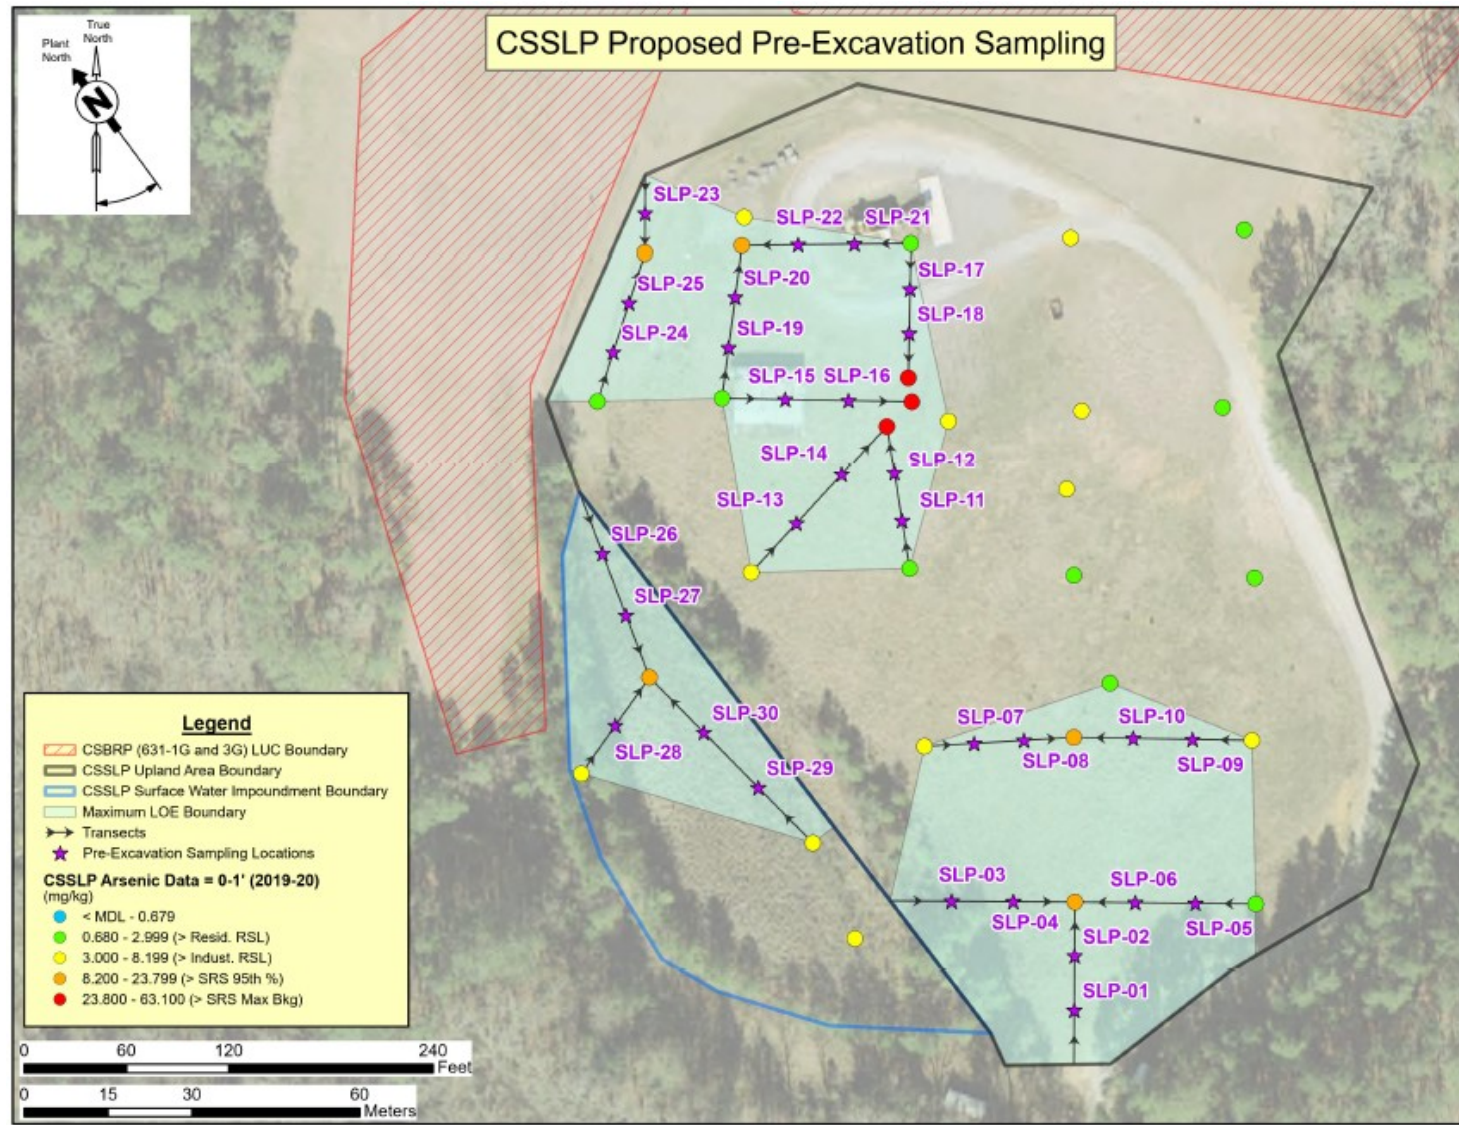 CSSLP Proposed Pre-Excavation Sampling
True
North
Plant
North
N
SLP-23
SLP-22
SLP-21
SLP-17
SLP-25
SLP-20
SLP-18
SLP-24
SLP-19
SLP-15
SLP-16
SLP-14
SLP-12
SLP-13
SLP-11
SLP-26
SLP-27
SLP-30
SLP-28
SLP-29
SLP-07
SLP-10
SLP-08
SLP-09
SLP-03
SLP-06
SLP-04
SLP-05
SLP-02
SLP-01
Legend
CSBRP (631-1G and 3G) LUC Boundary
CSSLP Upland Area Boundary
CSSLP Surface Water Impoundment Boundary
Maximum LOE Boundary
Transects
Pre-Excavation Sampling Locations
CSSLP Arsenic Data = 0-1' (2019-20)
(mg/kg)
< MDL - 0.679
0.680 - 2.999 (> Resid. RSL)
3.000 - 8.199 (> Indust. RSL)
8.200 - 23.799 (> SRS 95th %)
23.800 - 63.100 (> SRS Max Bkg)
0 60 120 240
Feet
0 15 30 60
Meters